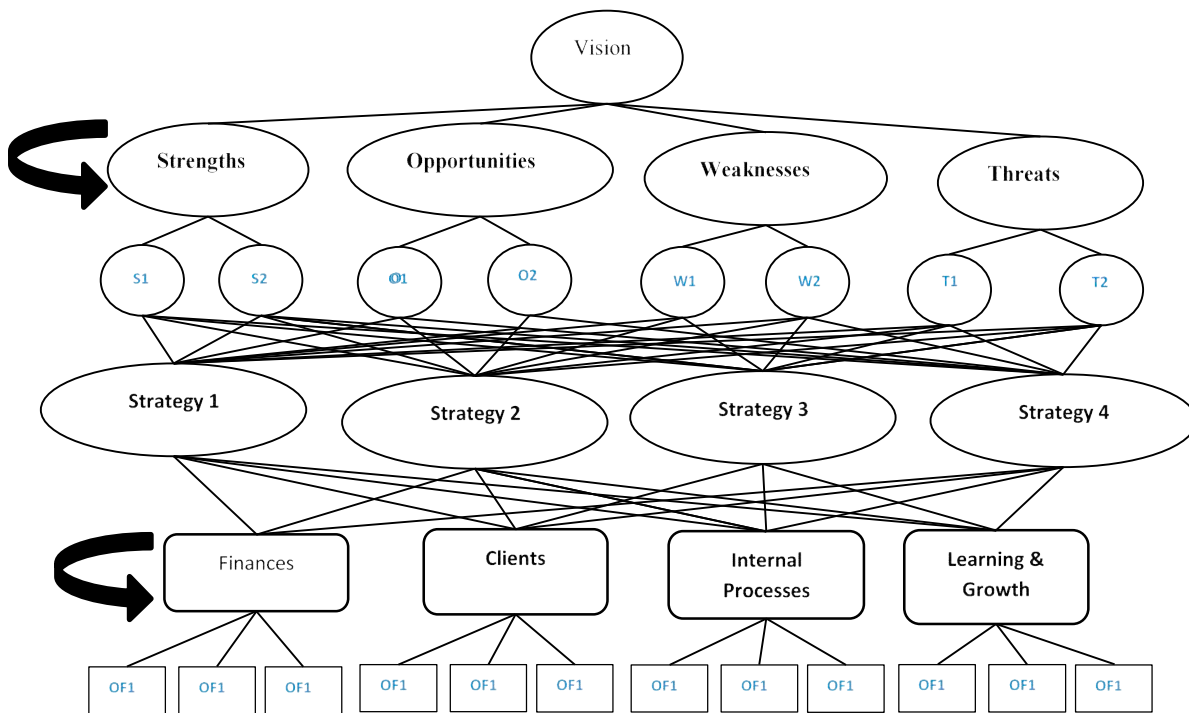 Vision
Strengths
Opportunities
Weaknesses
Threats
S1
S2
O1
O2
W1
W2
T1
T2
Strategy 1
Strategy 2
Strategy 3
Strategy 4
Finances
Clients
Internal
Processes
Learning &
Growth
OF1
OF1
OF1
OF1
OF1
OF1
OF1
OF1
OF1
OF1
OF1
OF1